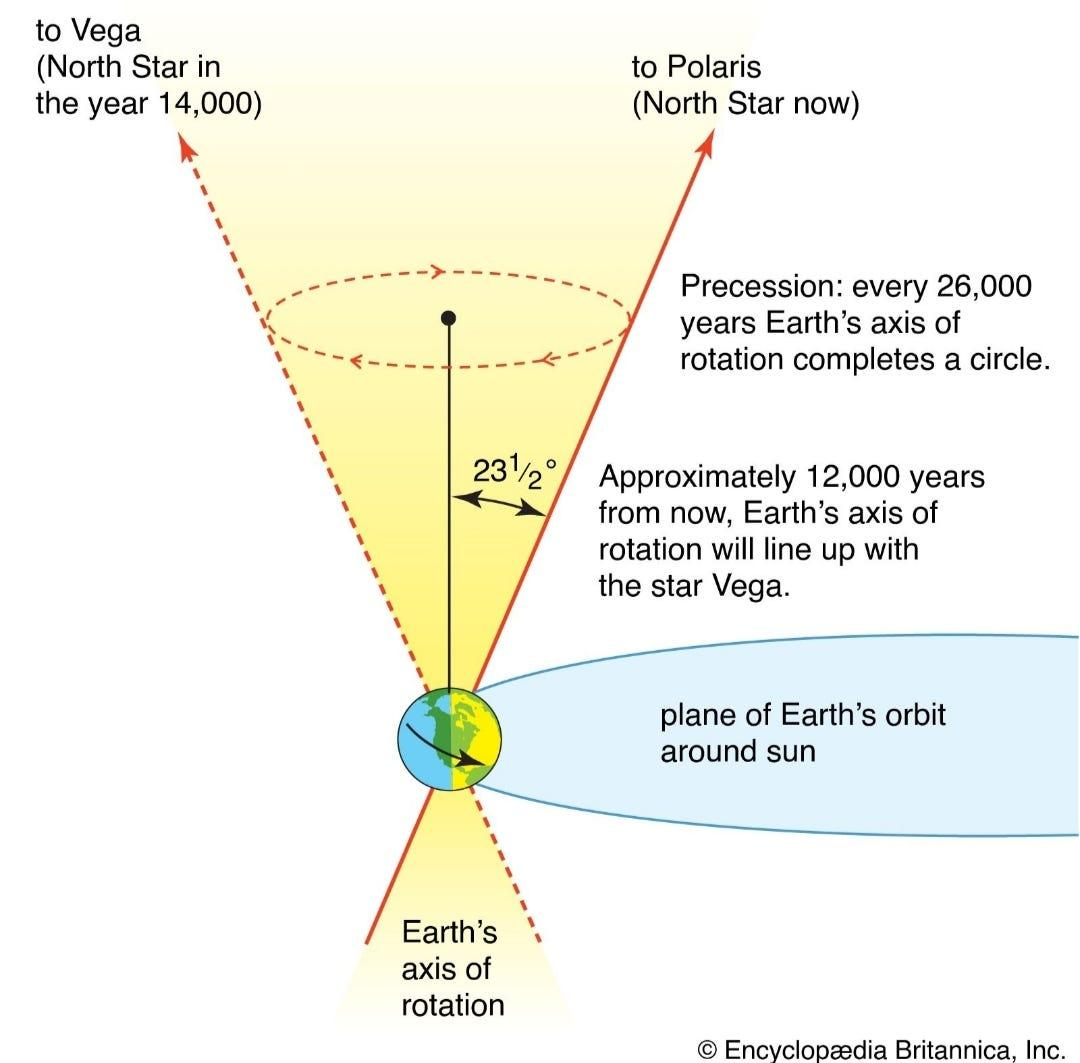 to Vega
(North Star in
the year 14,000)
to Polaris
(North Star now)
Precession: every 26,000
years Earth’s axis of
rotation completes a circle.
23 1/2°
Approximately 12,000 years
from now, Earth’s axis of
rotation will line up with
the star Vega.
plane of Earth’s orbit
around sun
Earth’s
axis of
rotation
© Encyclopædia Britannica, Inc.